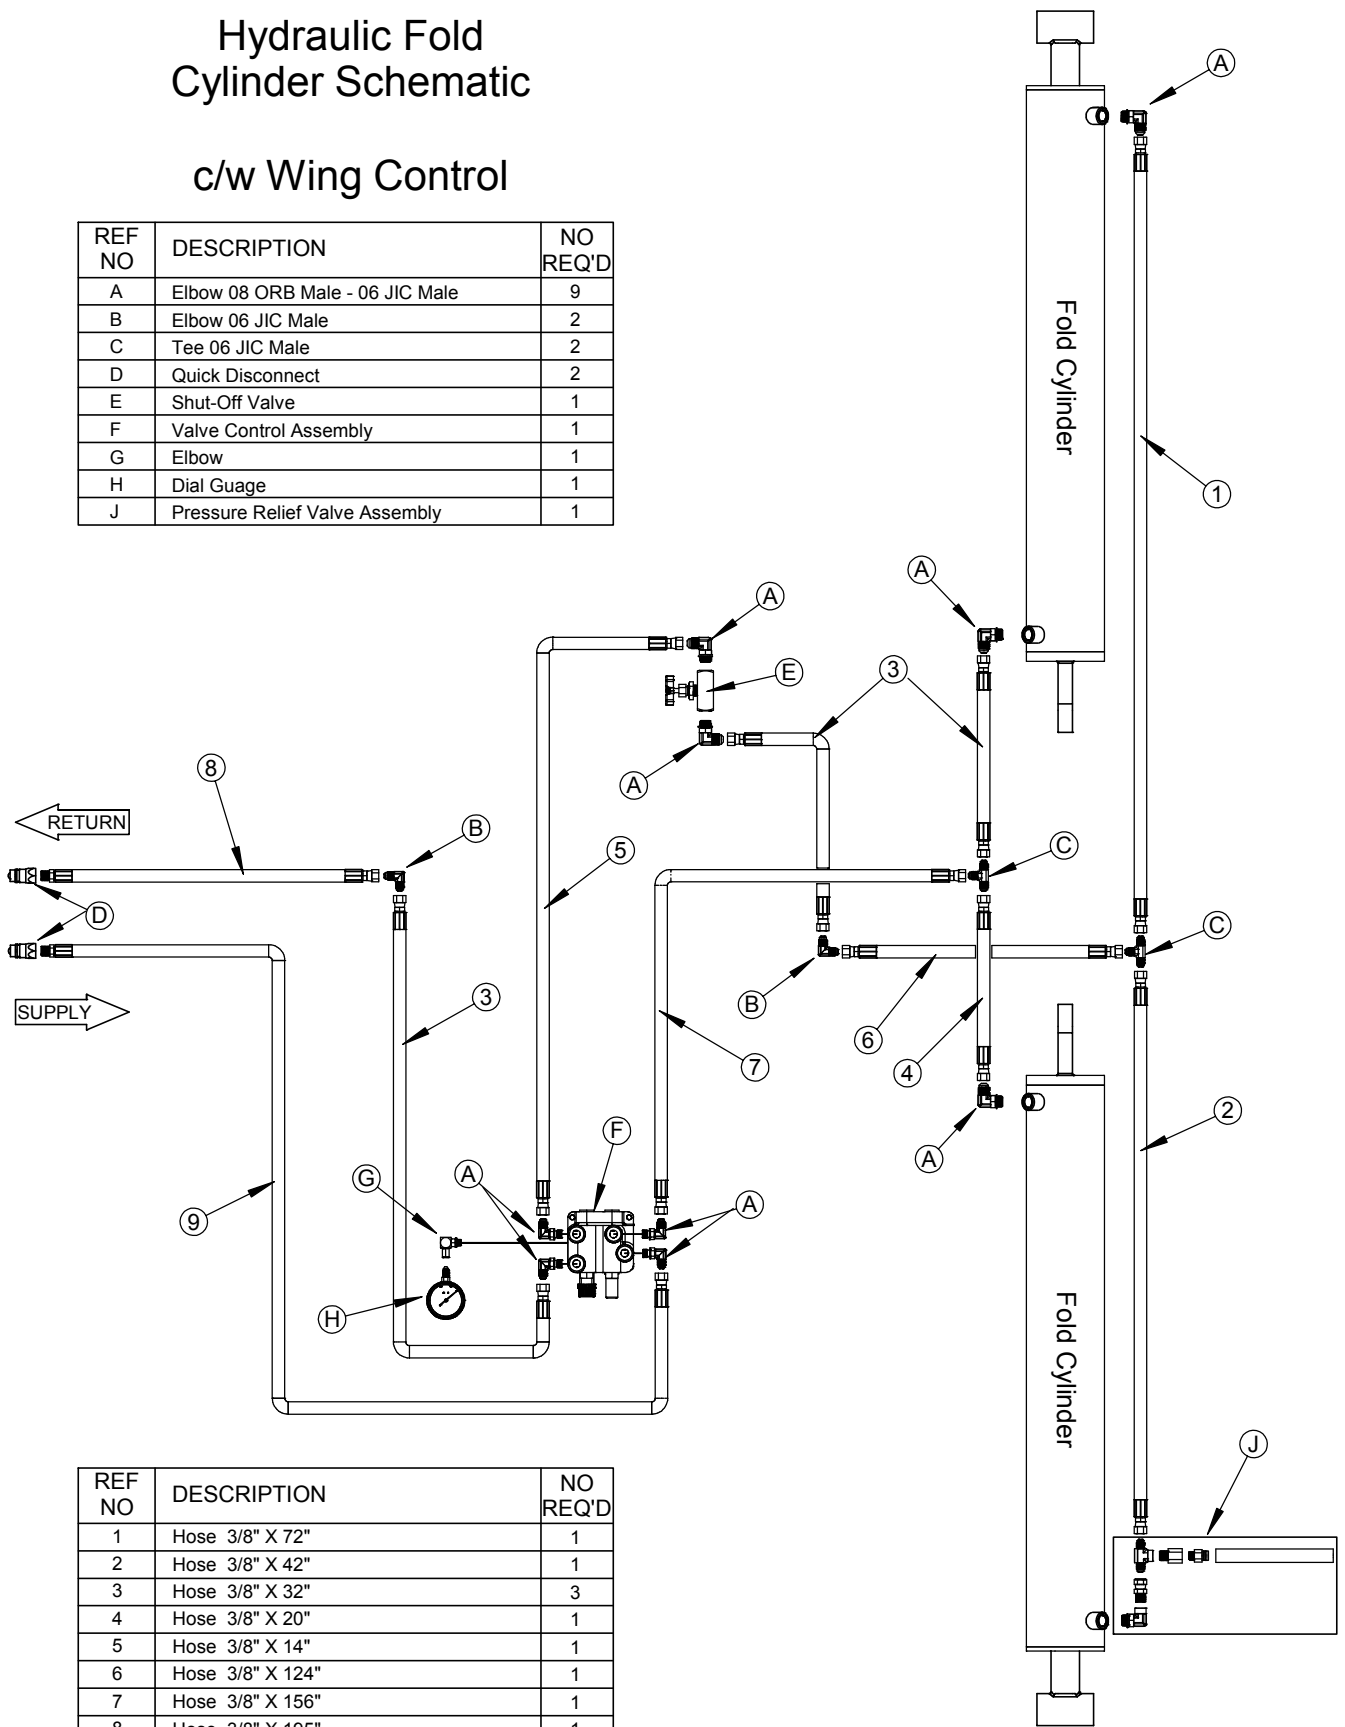 Hydraulic Fold
Cylinder Schematic
c/w Wing Control
REF NO DESCRIPTION NO REQ'D
A Elbow 08 ORB Male - 06 JIC Male 9
B Elbow 06 JIC Male 2
C Tee 06 JIC Male 2
D Quick Disconnect 2
E Shut-Off Valve 1
F Valve Control Assembly 1
G Elbow 1
H Dial Guage 1
J Pressure Relief Valve Assembly 1
A
Fold Cylinder
1
A
A
E
3
A
8
RETURN
B
5
C
D
C
SUPPLY
3
B
6
7
4
2
F
A
G
A
A
9
H
Fold Cylinder
J
REF NO DESCRIPTION NO REQ'D
1 Hose 3/8" X 72" 1
2 Hose 3/8" X 42" 1
3 Hose 3/8" X 32" 3
4 Hose 3/8" X 20" 1
5 Hose 3/8" X 14" 1
6 Hose 3/8" X 124" 1
7 Hose 3/8" X 156" 1